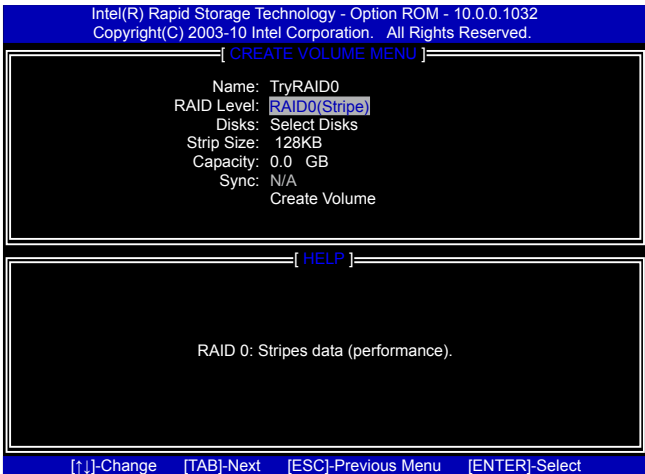 Intel(R) Rapid Storage Technology - Option ROM - 10.0.0.1032
Copyright(C) 2003-10 Intel Corporation. All Rights Reserved.
[ CREATE VOLUME MENU ]
Name: TryRAID0
RAID Level: RAID0(Stripe)
Disks: Select Disks
Strip Size: 128KB
Capacity: 0.0 GB
Sync: N/A
Create Volume
[ HELP ]
RAID 0: Stripes data (performance).
[↑↓]-Change [TAB]-Next [ESC]-Previous Menu [ENTER]-Select